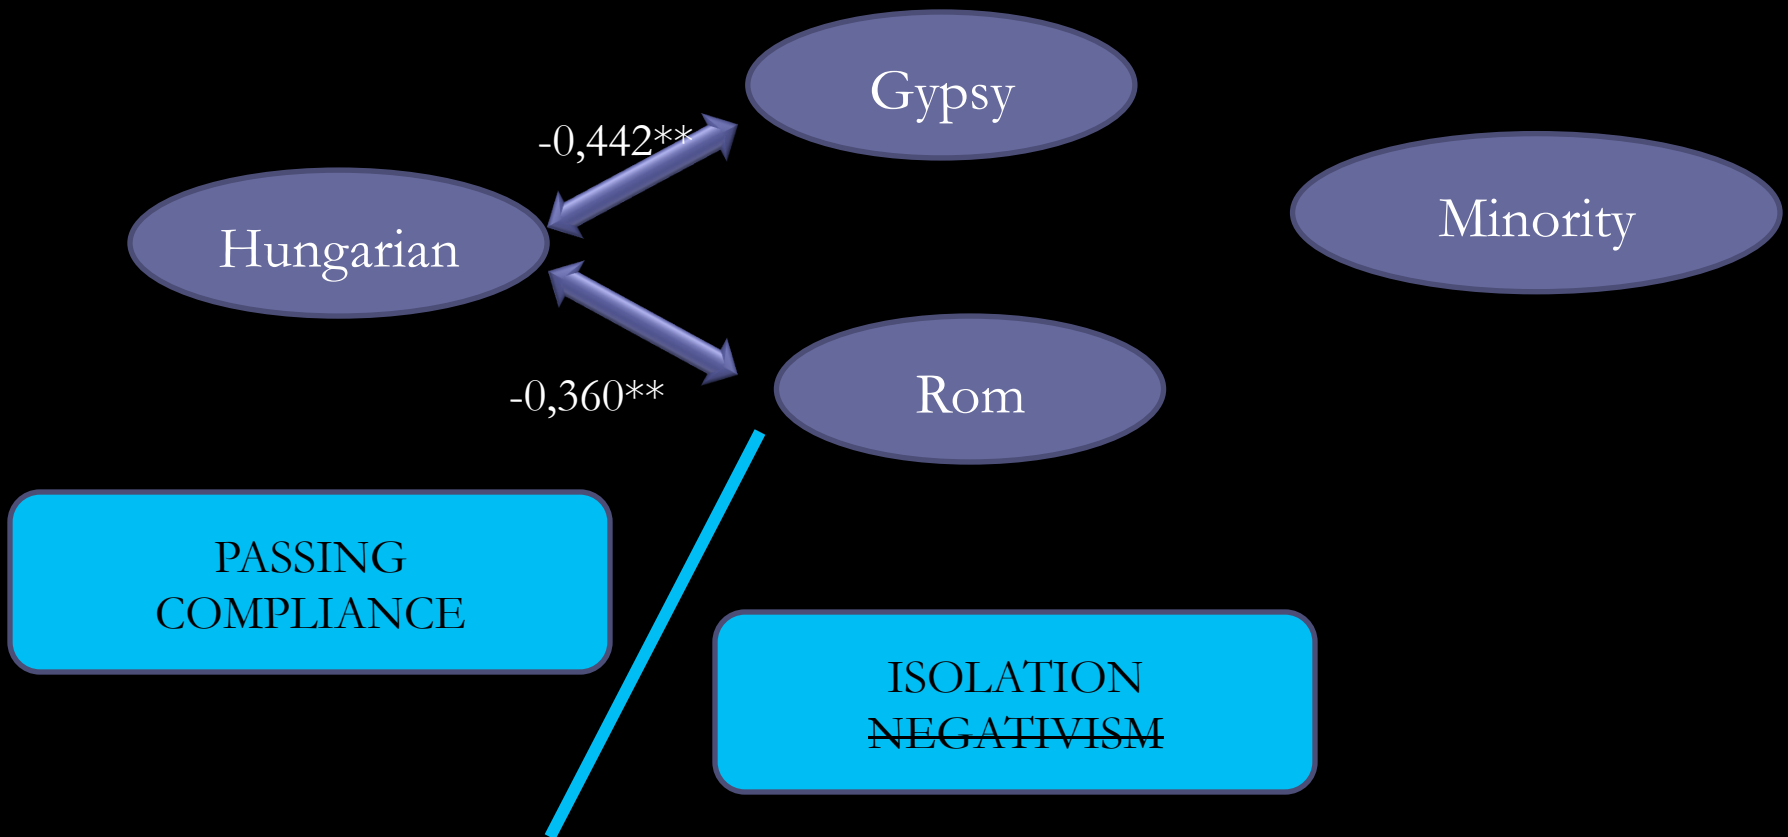 Gypsy
-0,442**
Hungarian
Minority
-0,360**
Rom
PASSING
COMPLIANCE
ISOLATION
NEGATIVISM